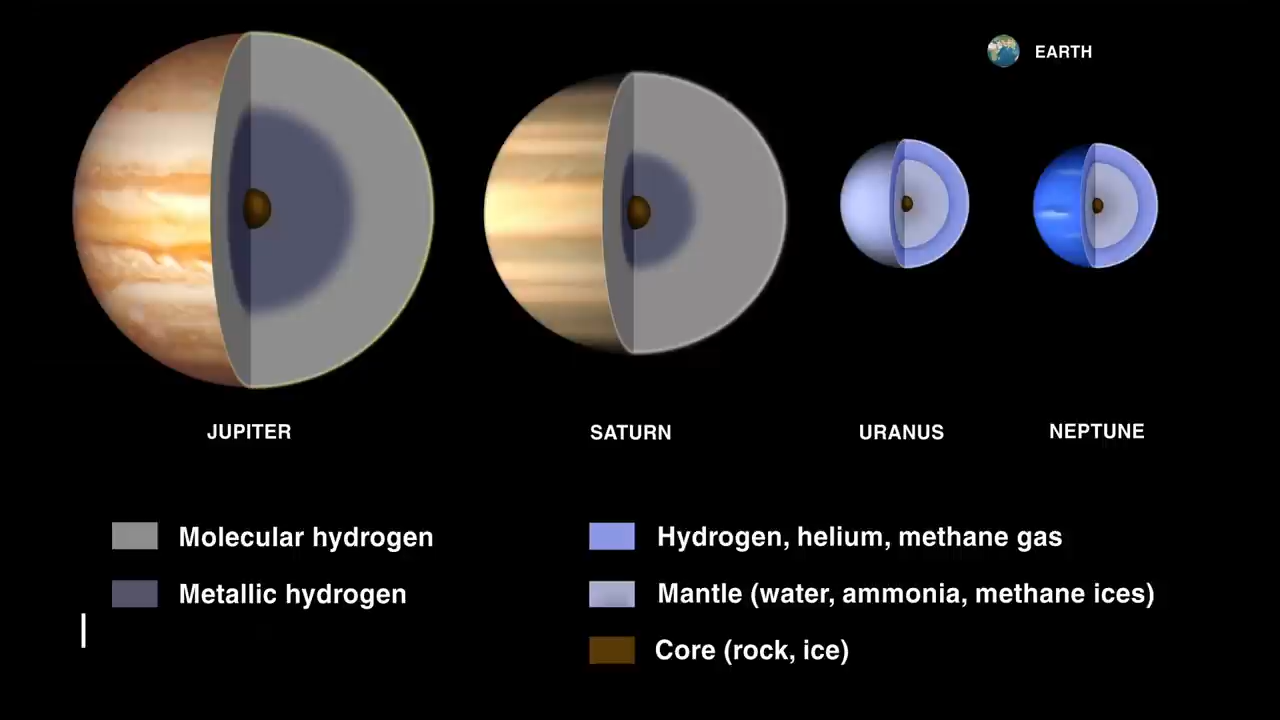 EARTH
JUPITER
SATURN
URANUS
NEPTUNE
Molecular hydrogen
Metallic hydrogen
Hydrogen, helium, methane gas
Mantle (water, ammonia, methane ices)
Core (rock, ice)